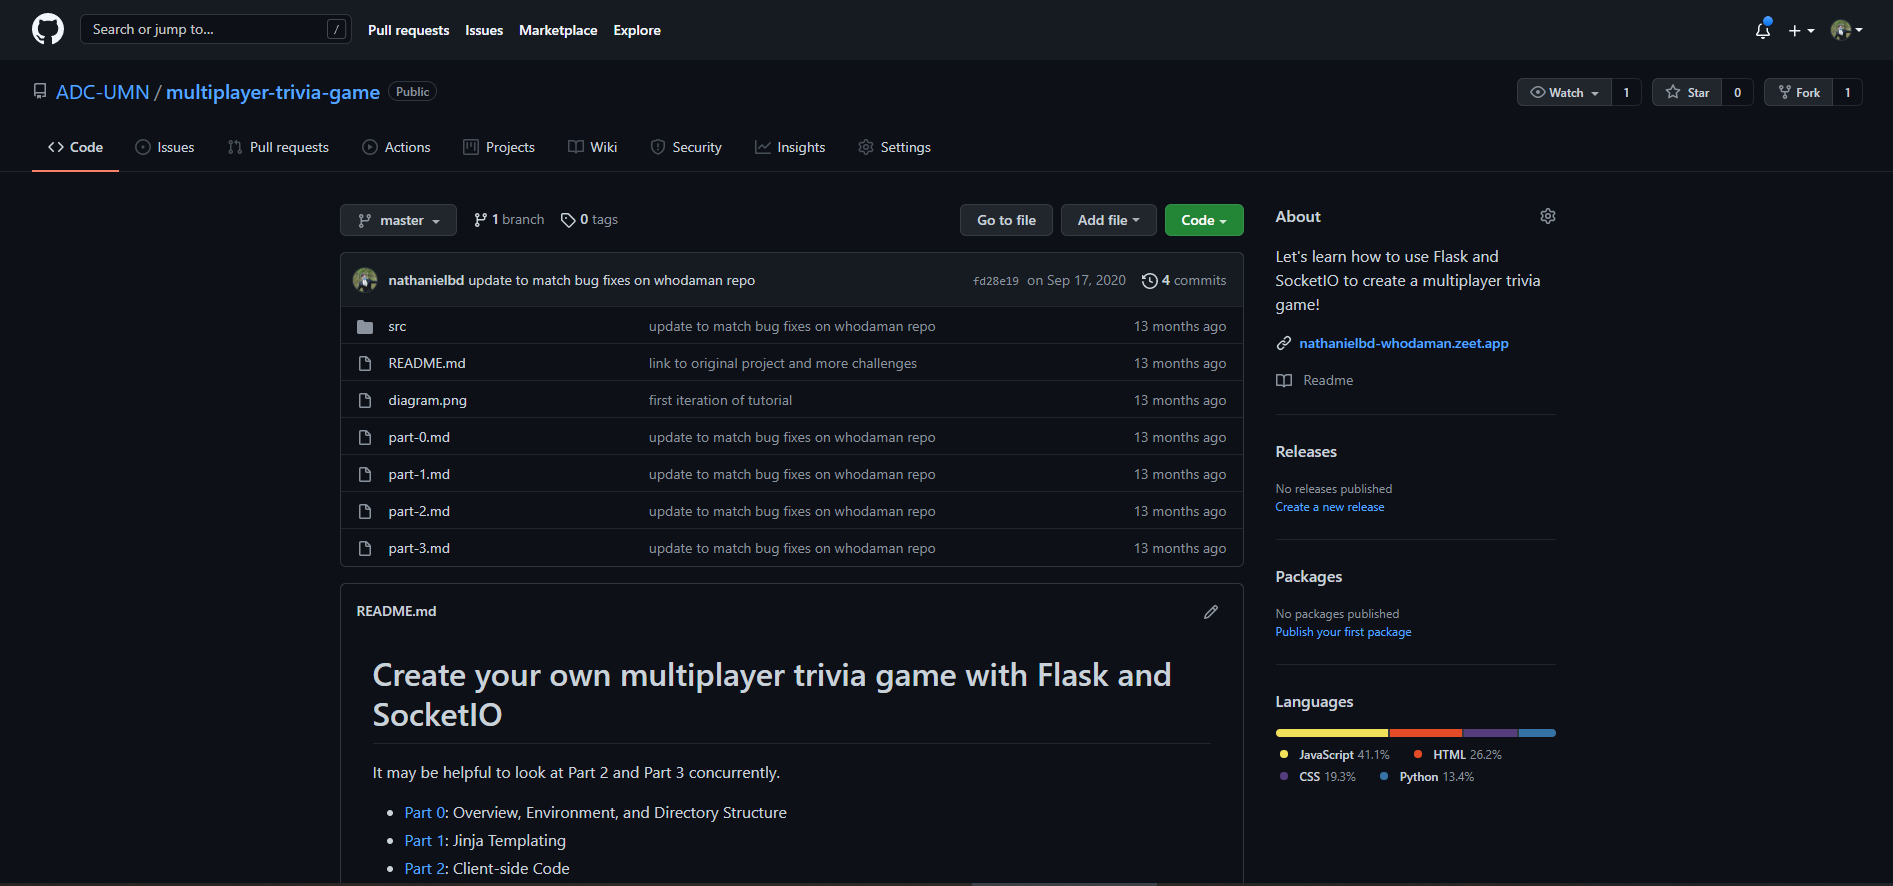 Search or jump to... /
Pull requests Issues Marketplace Explore
ADC-UMN / multiplayer-trivia-game Public
Watch 1 Star 0 Fork 1
Code Issues Pull requests Actions Projects Wiki Security Insights Settings
master 1 branch 0 tags Go to file Add file Code
nathanielbd update to match bug fixes on whodaman repo fd28e19 on Sep 17, 2020 4 commits
src update to match bug fixes on whodaman repo 13 months ago
README.md link to original project and more challenges 13 months ago
diagram.png first iteration of tutorial 13 months ago
part-0.md update to match bug fixes on whodaman repo 13 months ago
part-1.md update to match bug fixes on whodaman repo 13 months ago
part-2.md update to match bug fixes on whodaman repo 13 months ago
part-3.md update to match bug fixes on whodaman repo 13 months ago
README.md
Create your own multiplayer trivia game with Flask and
SocketIO
It may be helpful to look at Part 2 and Part 3 concurrently.
Part 0: Overview, Environment, and Directory Structure
Part 1: Jinja Templating
Part 2: Client-side Code
About
Let's learn how to use Flask and
SocketIO to create a multiplayer trivia
game!
nathanielbd-whodaman.zeet.app
Readme
Releases
No releases published
Create a new release
Packages
No packages published
Publish your first package
Languages
JavaScript 41.1% HTML 26.2%
CSS 19.3% Python 13.4%